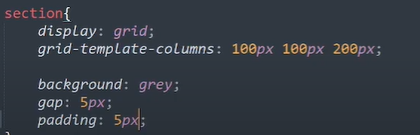 section{
display: grid;
grid-template-columns: 100px 100px 200px;
background: grey;
gap: 5px;
padding: 5px;
}